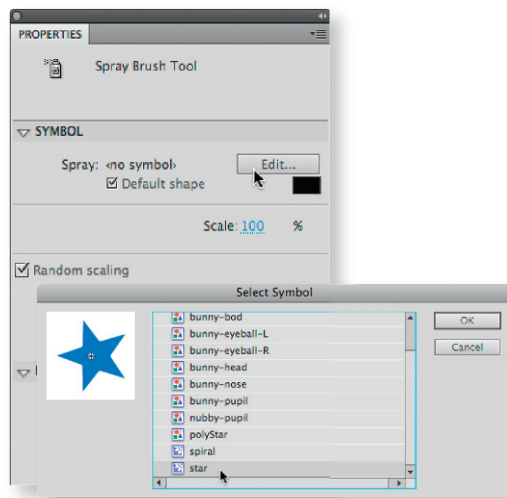 PROPERTIES
Spray Brush Tool
SYMBOL
Spray: <no symbol> Edit...
Default shape
Scale: 100 %
Random scaling
Select Symbol
bunny-bod
bunny-eyeball-L
bunny-eyeball-R
bunny-head
bunny-nose
bunny-pupil
nubby-pupil
polyStar
spiral
star
OK
Cancel